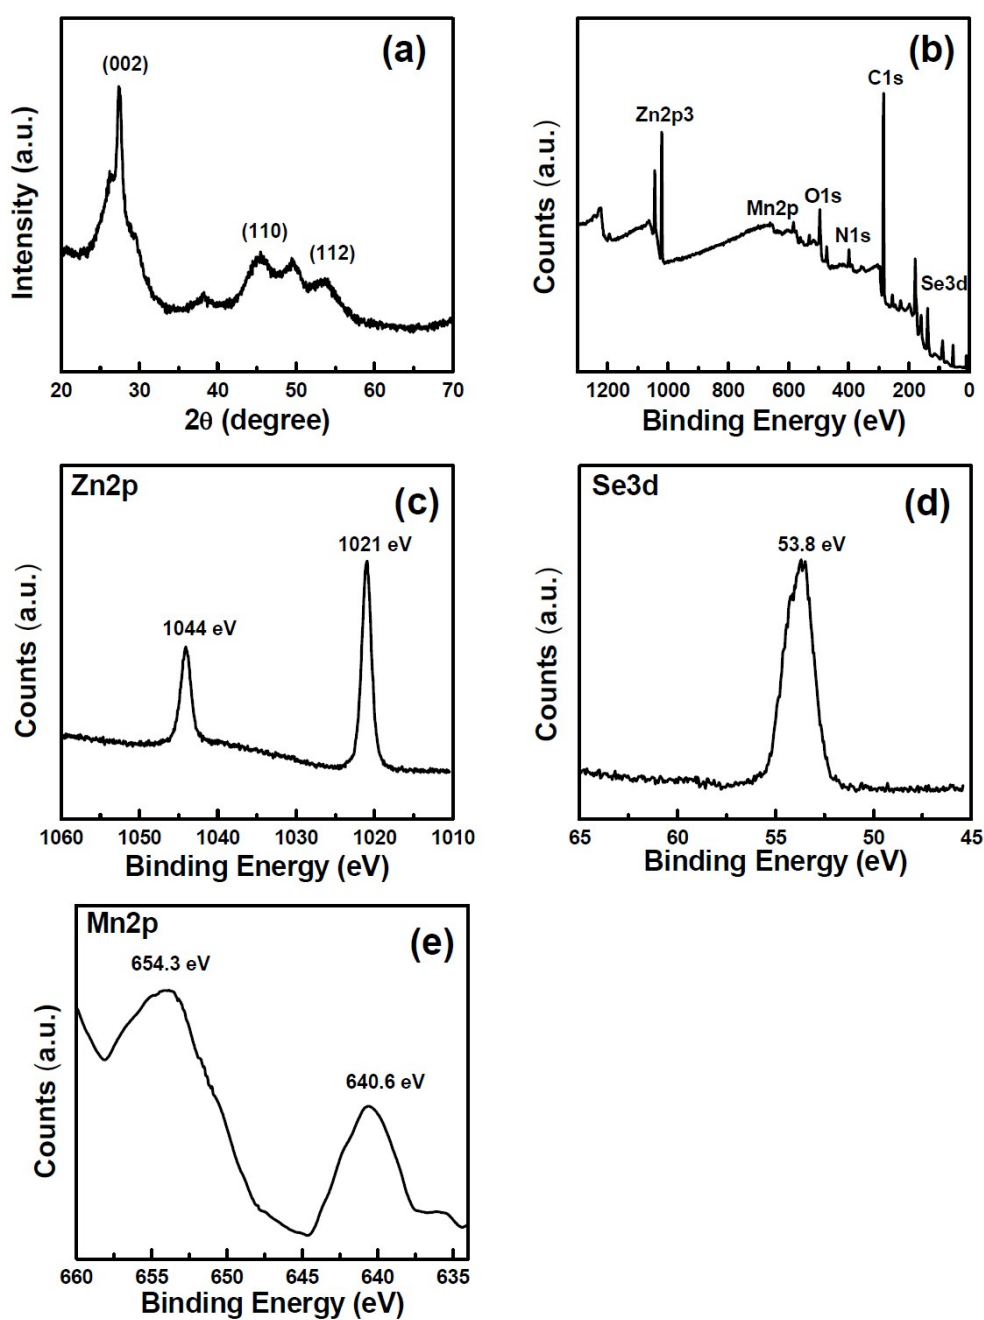 (a)
(002)
(110)
(112)
Intensity (a.u.)
20 30 40 50 60 70
2θ (degree)
(b)
C1s
Zn2p3
Mn2p
O1s
N1s
Se3d
Counts (a.u.)
1200 1000 800 600 400 200 0
Binding Energy (eV)
Zn2p
(c)
1021 eV
1044 eV
Counts (a.u.)
1060 1050 1040 1030 1020 1010
Binding Energy (eV)
Se3d
(d)
53.8 eV
Counts (a.u.)
65 60 55 50 45
Binding Energy (eV)
Mn2p
(e)
654.3 eV
640.6 eV
Counts (a.u.)
660 655 650 645 640 635
Binding Energy (eV)